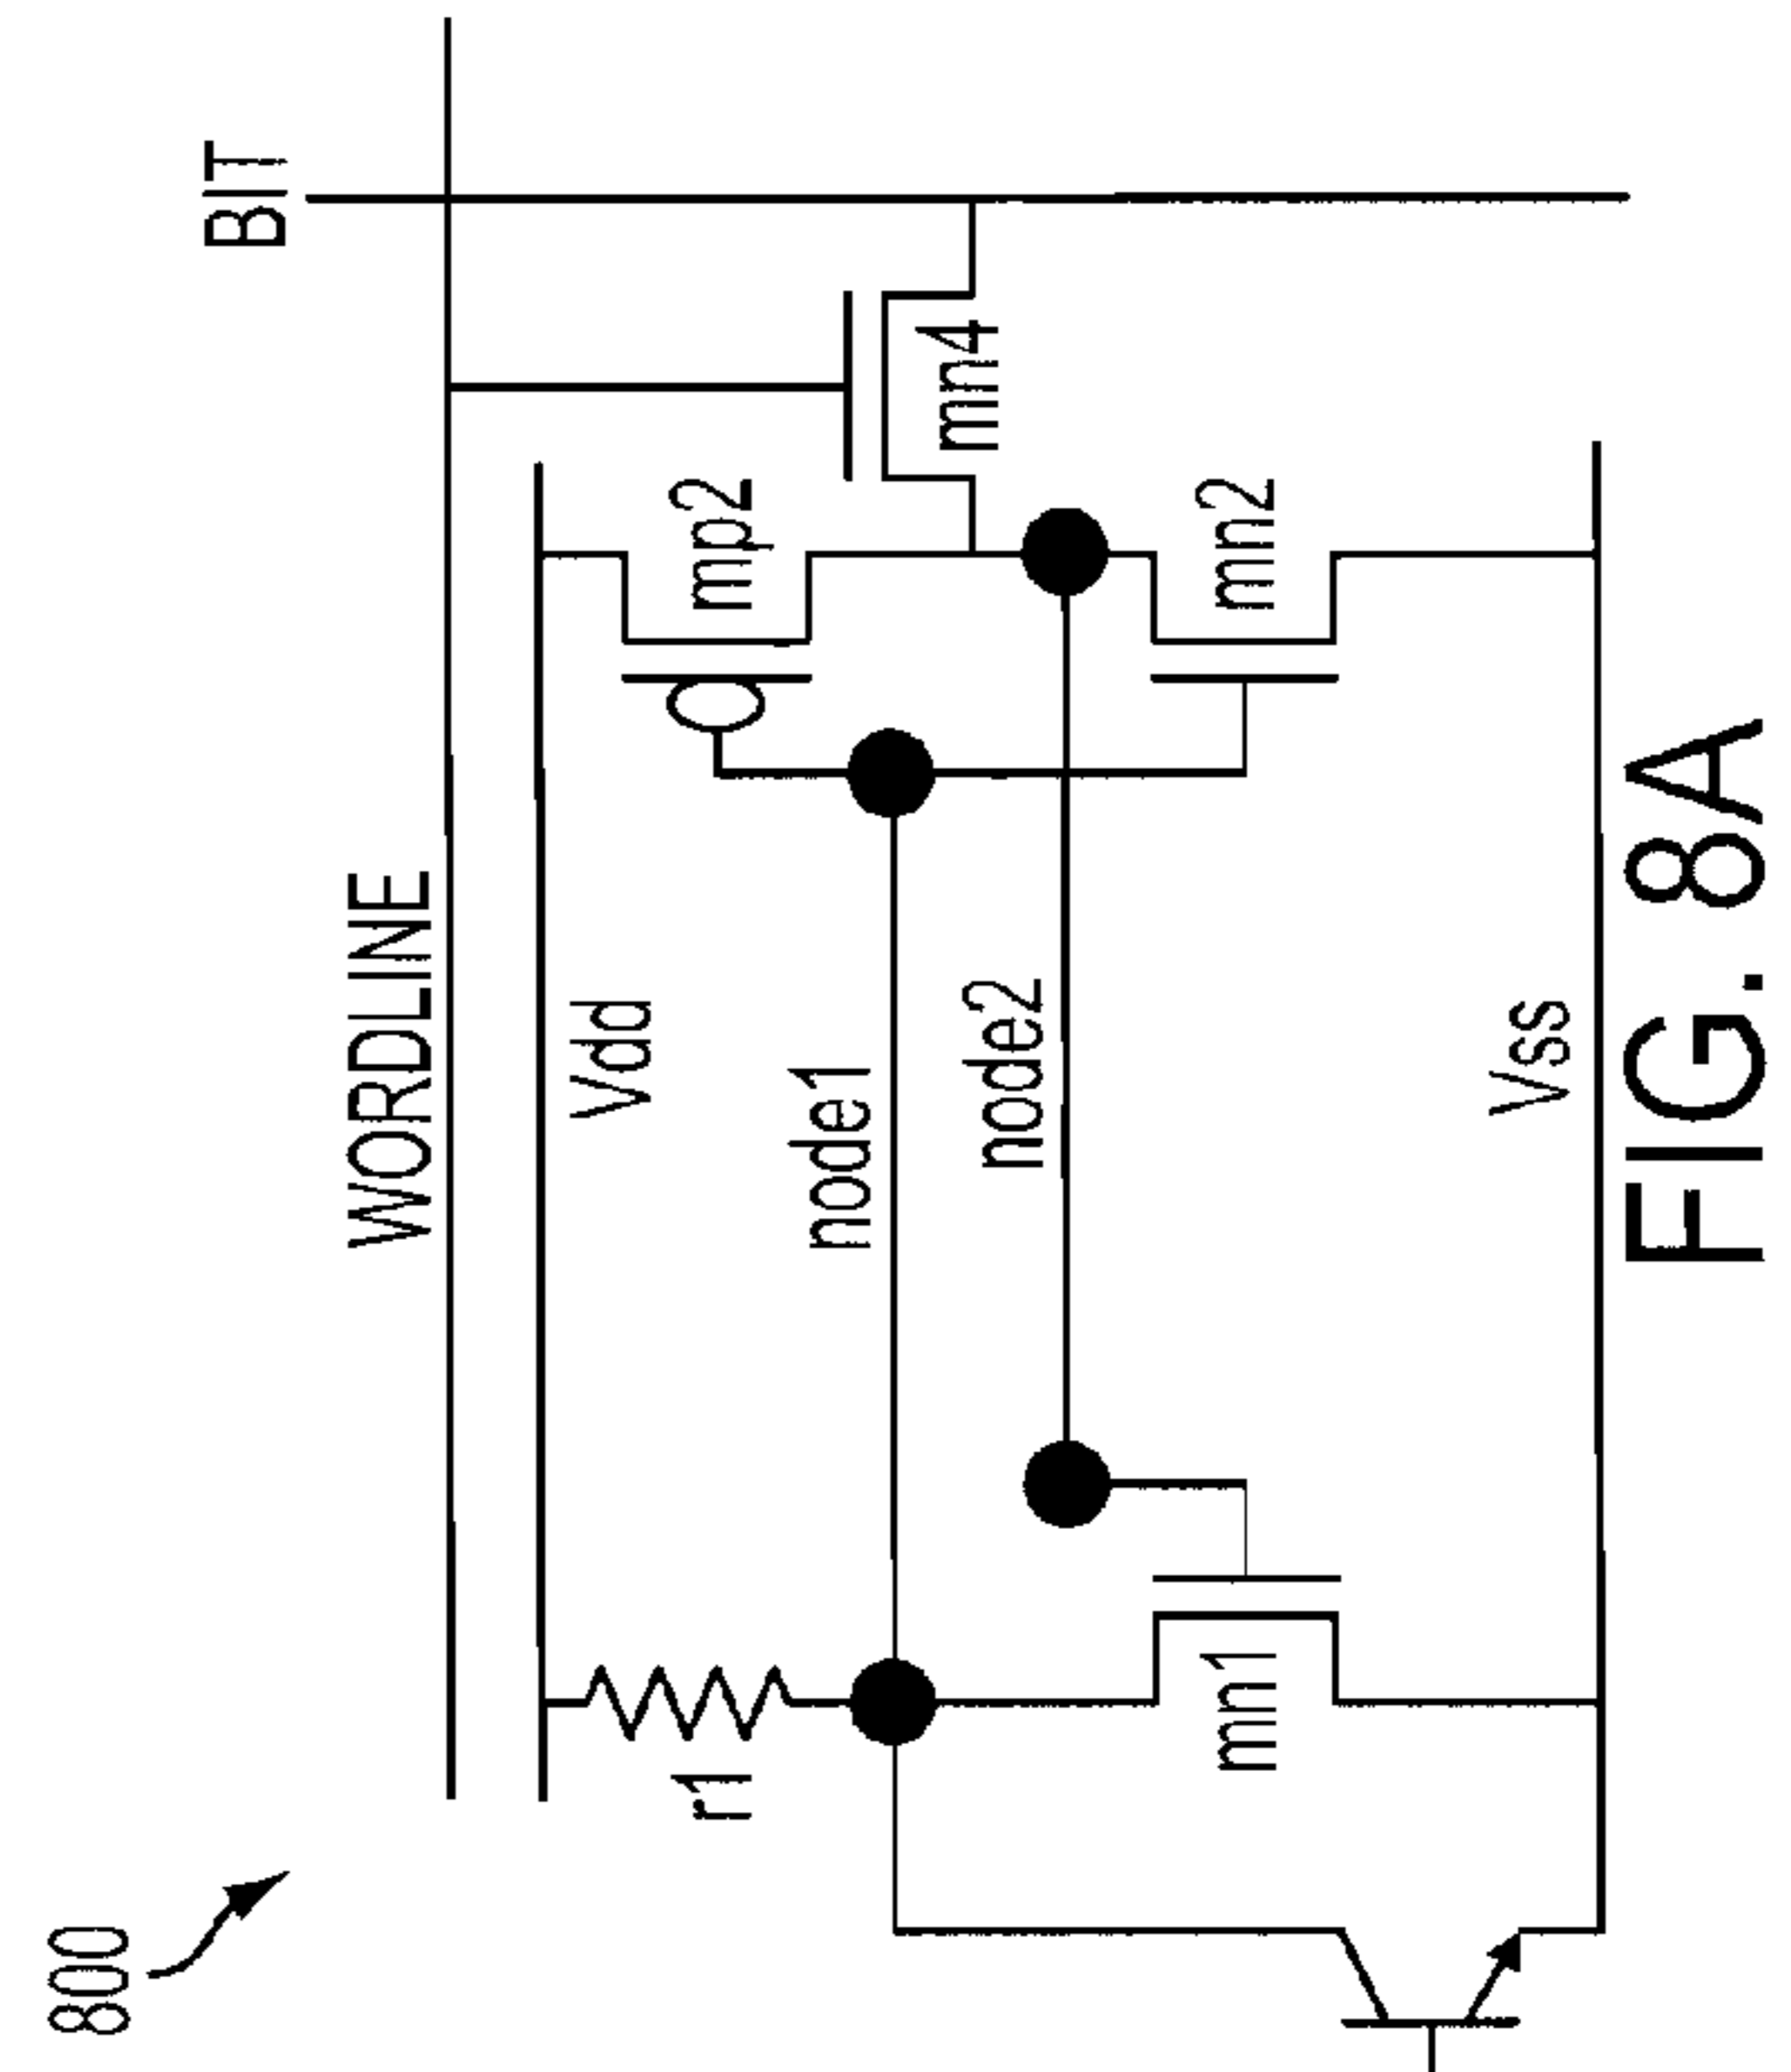 800
WORDLINE
BIT
Vdd
r1
mp2
node1
mn4
node2
mn1
mn2
Vss
FIG. 8A